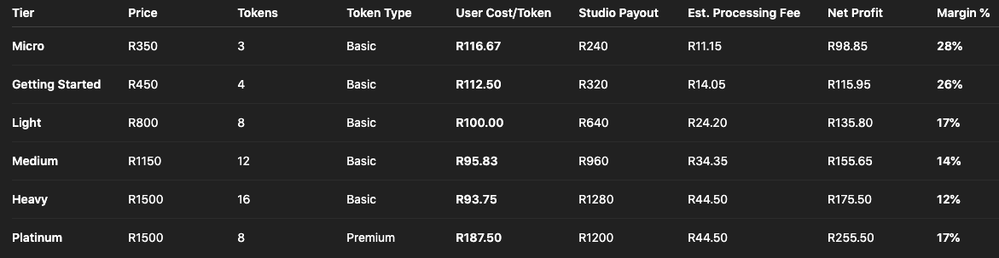 Tier Price Tokens Token Type User Cost/Token Studio Payout Est. Processing Fee Net Profit Margin %
Micro R350 3 Basic R116.67 R240 R11.15 R98.85 28%
Getting Started R450 4 Basic R112.50 R320 R14.05 R115.95 26%
Light R800 8 Basic R100.00 R640 R24.20 R135.80 17%
Medium R1150 12 Basic R95.83 R960 R34.35 R155.65 14%
Heavy R1500 16 Basic R93.75 R1280 R44.50 R175.50 12%
Platinum R1500 8 Premium R187.50 R1200 R44.50 R255.50 17%